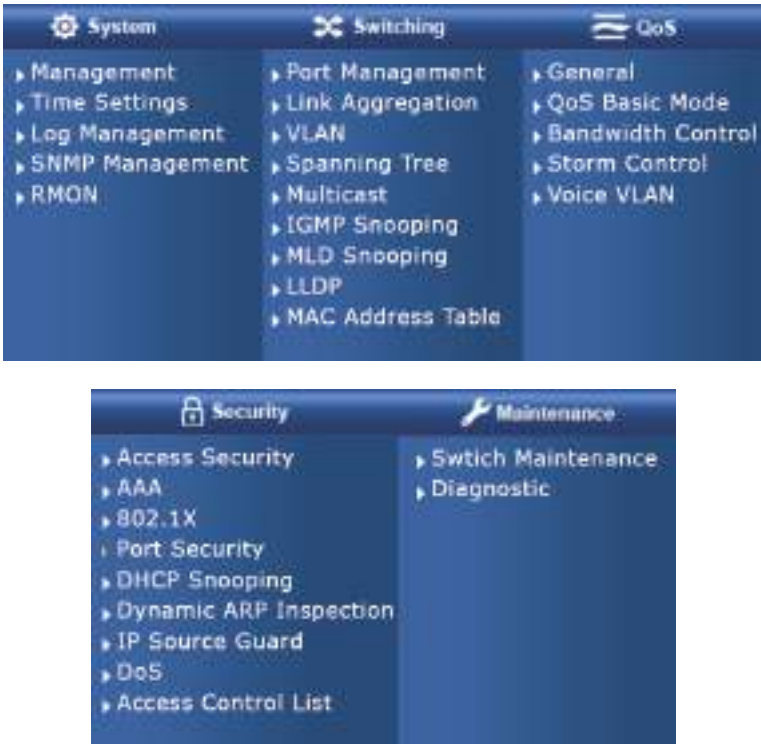 System
Management
Time Settings
Log Management
SNMP Management
RMON
Switching
Port Management
Link Aggregation
VLAN
Spanning Tree
Multicast
IGMP Snooping
MLD Snooping
LLDP
MAC Address Table
QoS
General
QoS Basic Mode
Bandwidth Control
Storm Control
Voice VLAN
Security
Access Security
AAA
802.1X
Port Security
DHCP Snooping
Dynamic ARP Inspection
IP Source Guard
DoS
Access Control List
Maintenance
Swtich Maintenance
Diagnostic